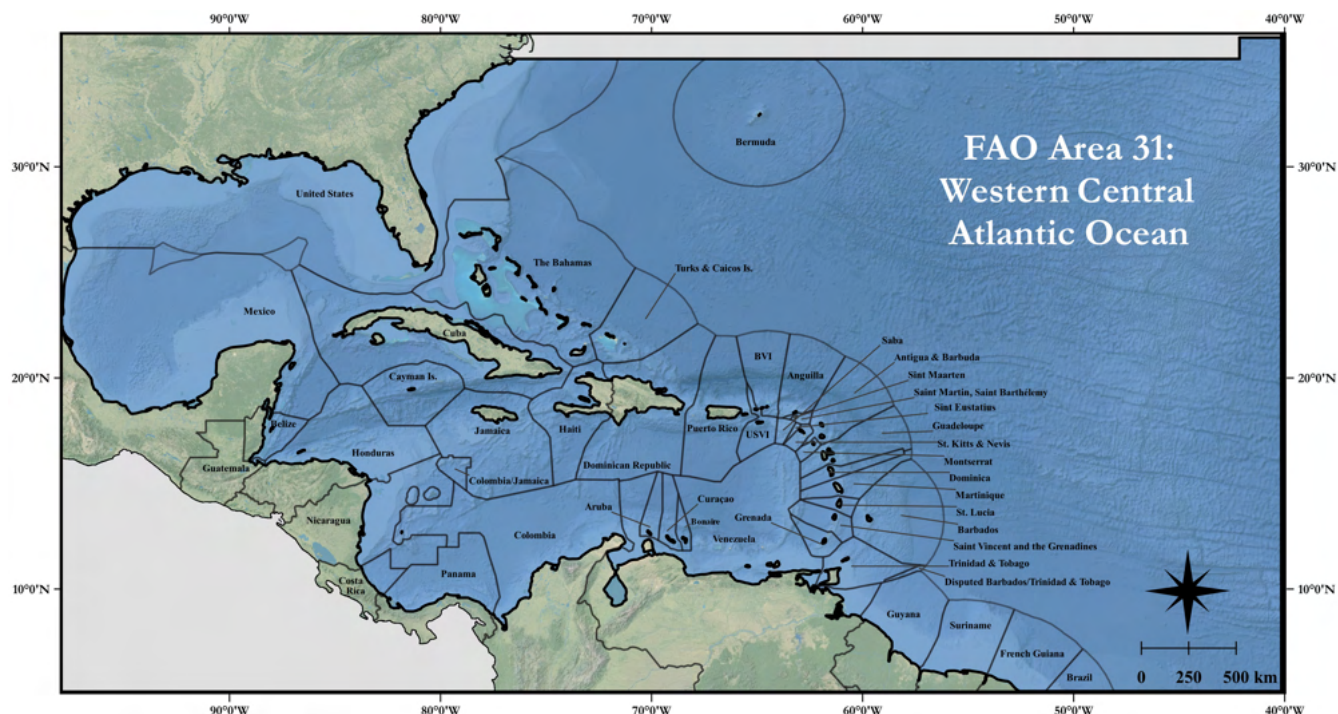 90°0'W 80°0'W 70°0'W 60°0'W 50°0'W 40°0'W
FAO Area 31:
Western Central
Atlantic Ocean
30°0'N 30°0'N
20°0'N 20°0'N
10°0'N 10°0'N
Bermuda
United States
The Bahamas
Turks & Caicos Is.
Mexico
Cuba
Cayman Is.
BVI
Anguilla
Saba
Antigua & Barbuda
Sint Maarten
Saint Martin, Saint Barthélemy
Sint Eustatius
Guadeloupe
St. Kitts & Nevis
Montserrat
Dominica
Martinique
St. Lucia
Barbados
Saint Vincent and the Grenadines
Trinidad & Tobago
Disputed Barbados/Trinidad & Tobago
Belize
Jamaica
Haiti
Puerto Rico
USVI
Guatemala
Honduras
Dominican Republic
Colombia/Jamaica
Nicaragua
Aruba
Curaçao
Bonaire
Grenada
Venezuela
Colombia
Costa
Rica
Panama
Guyana
Suriname
French Guiana
Brazil
0 250 500 km
90°0'W 80°0'W 70°0'W 60°0'W 50°0'W 40°0'W